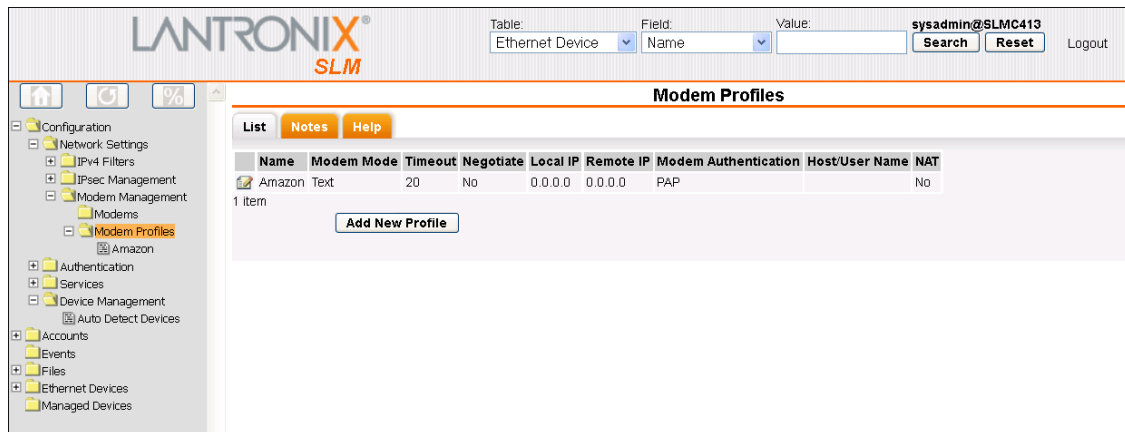 LANTRONIX®
SLM
Table: Field: Value: sysadmin@SLMC413
Ethernet Device Name Search Reset Logout
Modem Profiles
List Notes Help
Name Modem Mode Timeout Negotiate Local IP Remote IP Modem Authentication Host/User Name NAT
Amazon Text 20 No 0.0.0.0 0.0.0.0 PAP No
1 item
Add New Profile
%
Configuration
Network Settings
IPv4 Filters
IPsec Management
Modem Management
Modems
Modem Profiles
Amazon
Authentication
Services
Device Management
Auto Detect Devices
Accounts
Events
Files
Ethernet Devices
Managed Devices